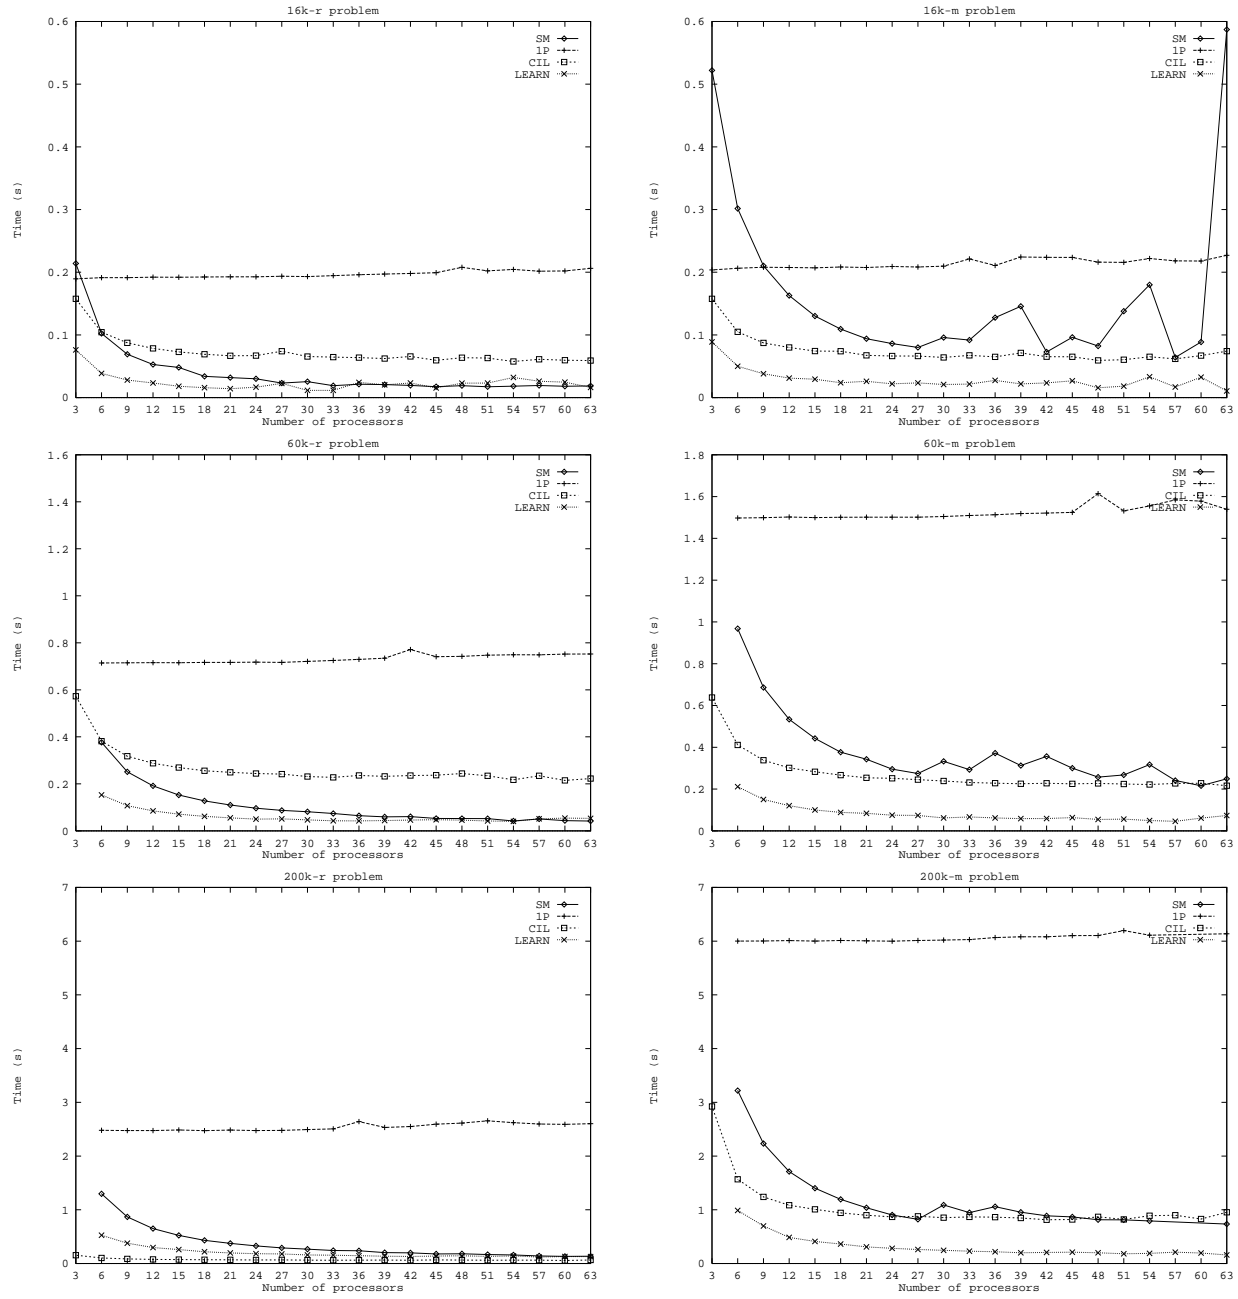 16k-r problem
0.6
0.5
0.4
0.3
0.2
0.1
0
Time (s)
SM
1P
CIL
LEARN
3 6 9 12 15 18 21 24 27 30 33 36 39 42 45 48 51 54 57 60 63
Number of processors
16k-m problem
0.6
0.5
0.4
0.3
0.2
0.1
0
Time (s)
SM
1P
CIL
LEARN
3 6 9 12 15 18 21 24 27 30 33 36 39 42 45 48 51 54 57 60 63
Number of processors
60k-r problem
1.6
1.4
1.2
1
0.8
0.6
0.4
0.2
0
Time (s)
SM
1P
CIL
LEARN
3 6 9 12 15 18 21 24 27 30 33 36 39 42 45 48 51 54 57 60 63
Number of processors
60k-m problem
1.8
1.6
1.4
1.2
1
0.8
0.6
0.4
0.2
0
Time (s)
SM
1P
CIL
LEARN
3 6 9 12 15 18 21 24 27 30 33 36 39 42 45 48 51 54 57 60 63
Number of processors
200k-r problem
7
6
5
4
3
2
1
0
Time (s)
SM
1P
CIL
LEARN
3 6 9 12 15 18 21 24 27 30 33 36 39 42 45 48 51 54 57 60 63
Number of processors
200k-m problem
7
6
5
4
3
2
1
0
Time (s)
SM
1P
CIL
LEARN
3 6 9 12 15 18 21 24 27 30 33 36 39 42 45 48 51 54 57 60 63
Number of processors